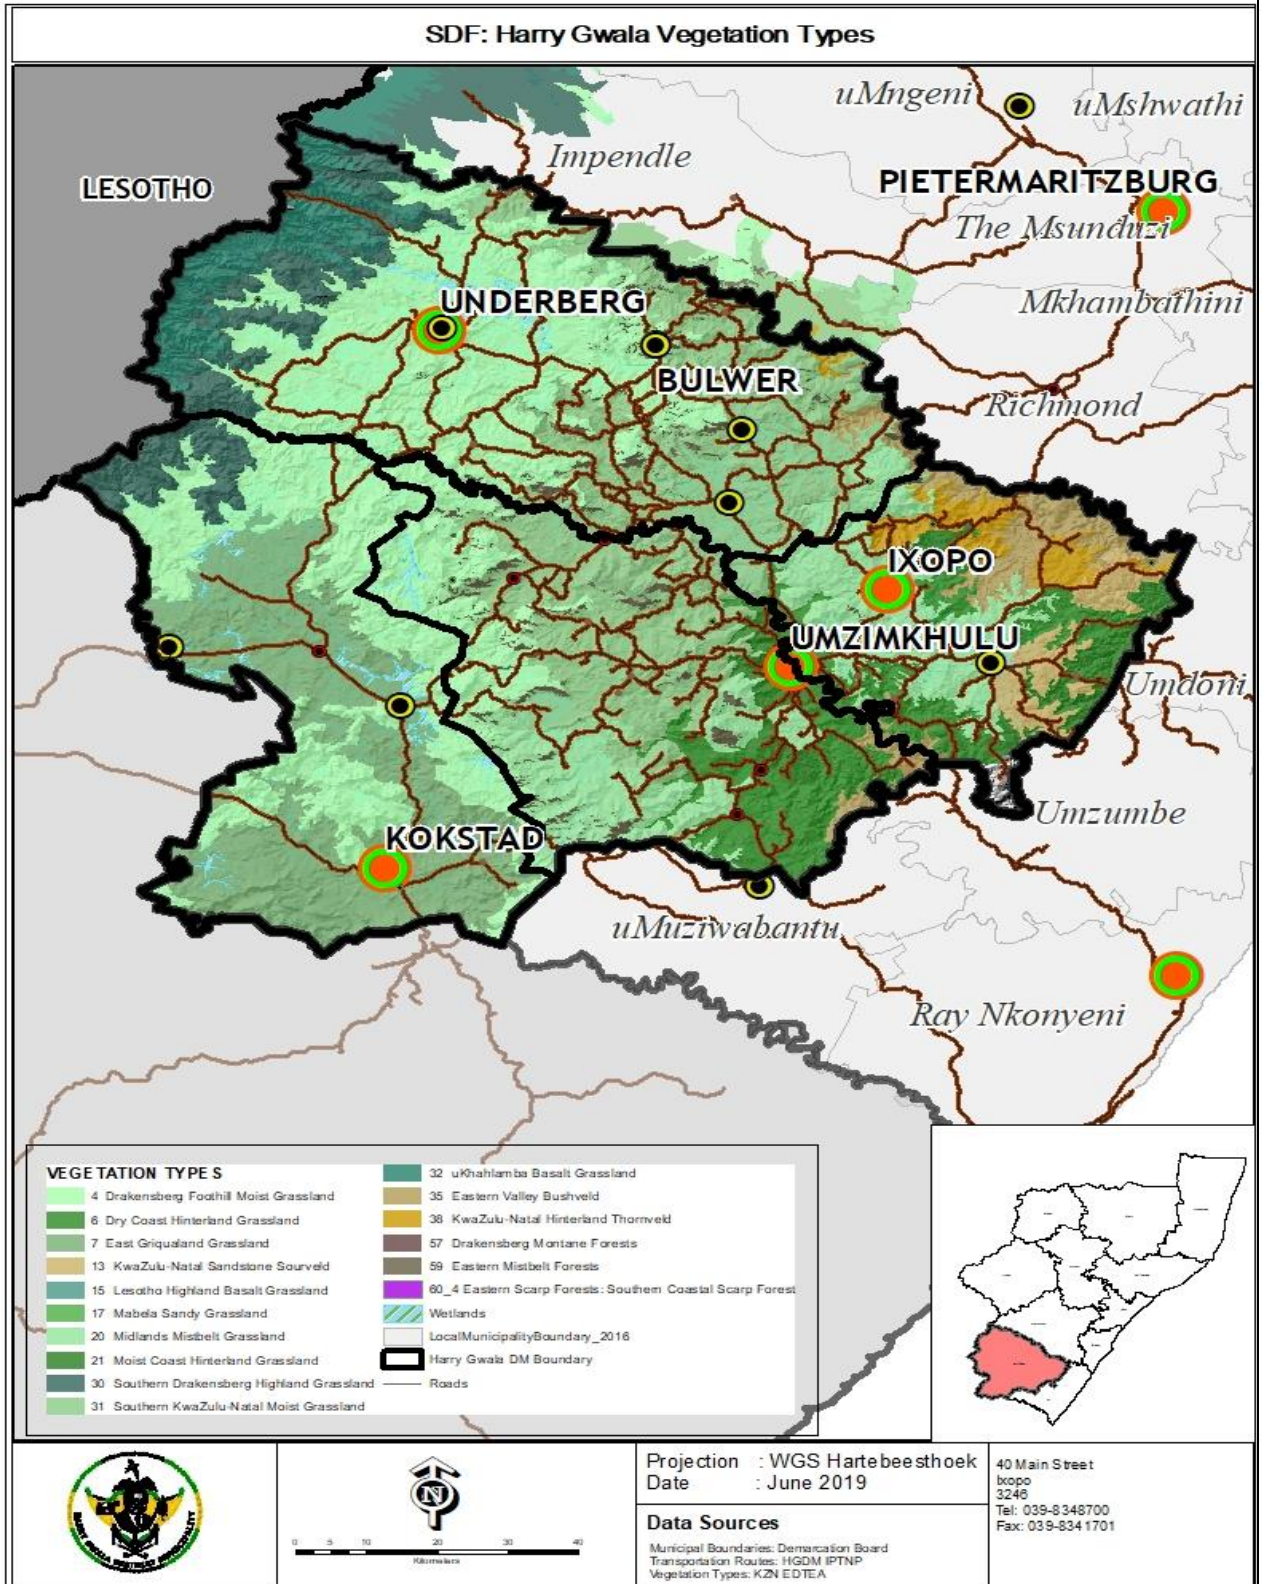 SDF: Harry Gwala Vegetation Types
uMngeni
uMshwathi
Impendle
LESOTHO
PIETERMARITZBURG
The Msunduzi
Mkhambathini
UNDERBERG
BULWER
Richmond
IXOPO
UMZIMKHULU
Umdoni
Umzumbe
KOKSTAD
uMuziwabantu
Ray Nkonyeni
VEGETATION TYPES
4 Drakensberg Foothill Moist Grassland
6 Dry Coast Hinterland Grassland
7 East Griqualand Grassland
13 KwaZulu-Natal Sandstone Sourveld
15 Lesotho Highland Basalt Grassland
17 Mabela Sandy Grassland
20 Midlands Mistbelt Grassland
21 Moist Coast Hinterland Grassland
30 Southern Drakensberg Highland Grassland
31 Southern KwaZulu-Natal Moist Grassland
32 uKhahlamba Basalt Grassland
35 Eastern Valley Bushveld
38 KwaZulu-Natal Hinterland Thornveld
57 Drakensberg Montane Forests
59 Eastern Mistbelt Forests
60_4 Eastern Scarp Forests: Southern Coastal Scarp Forest
Wetlands
LocalMunicipalityBoundary_2016
Harry Gwala DM Boundary
Roads
HARRY GWALA DISTRICT MUNICIPALITY
N
0 5 10 20 30 40
Kilometers
Projection : WGS Hartebeesthoek
Date : June 2019
Data Sources
Municipal Boundaries: Demarcation Board
Transportation Routes: HGDM IPTNP
Vegetation Types: KZN EDTEA
40 Main Street
Ixopo
3246
Tel: 039-8348700
Fax: 039-8341701